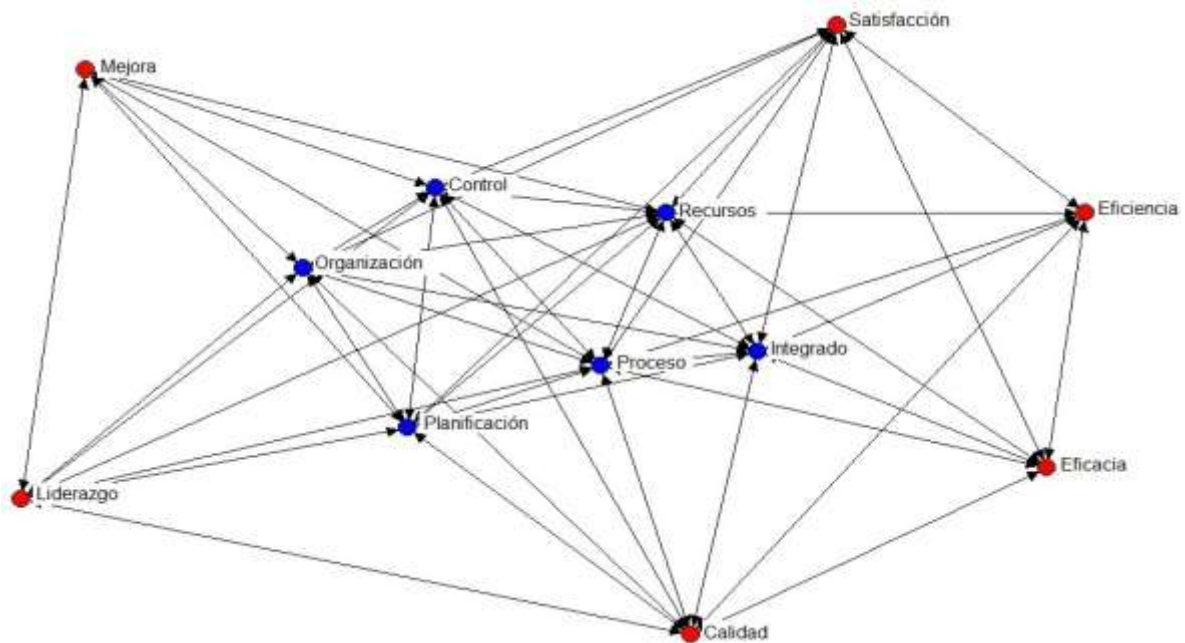 Satisfacción
Mejora
Control
Recursos
Eficiencia
Organización
Integrado
Proceso
Planificación
Eficacia
Liderazgo
Calidad